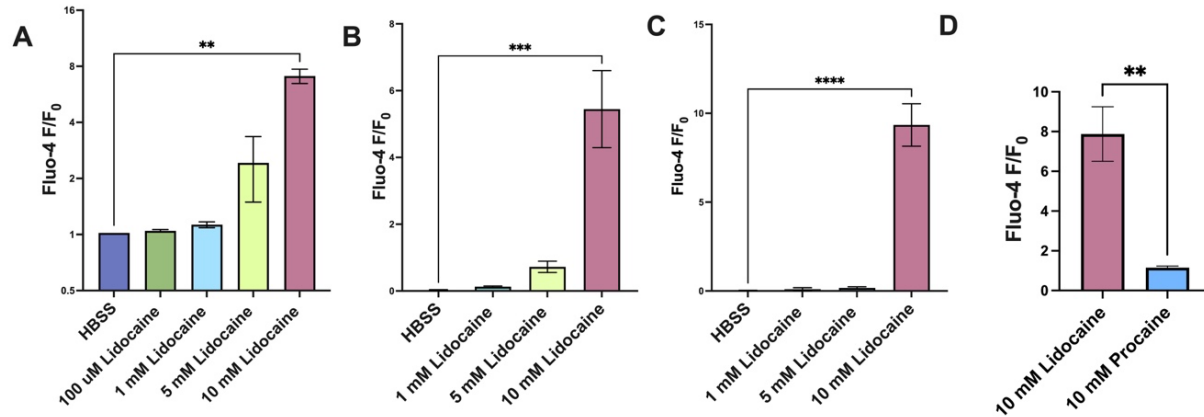 A
Fluo-4 F/F0
16
8
4
2
1
0.5
**
HBSS
100 uM Lidocaine
1 mM Lidocaine
5 mM Lidocaine
10 mM Lidocaine
B
Fluo-4 F/F0
8
6
4
2
0
***
HBSS
1 mM Lidocaine
5 mM Lidocaine
10 mM Lidocaine
C
Fluo-4 F/F0
15
10
5
0
****
HBSS
1 mM Lidocaine
5 mM Lidocaine
10 mM Lidocaine
D
Fluo-4 F/F0
10
8
6
4
2
0
**
10 mM Lidocaine
10 mM Procaine